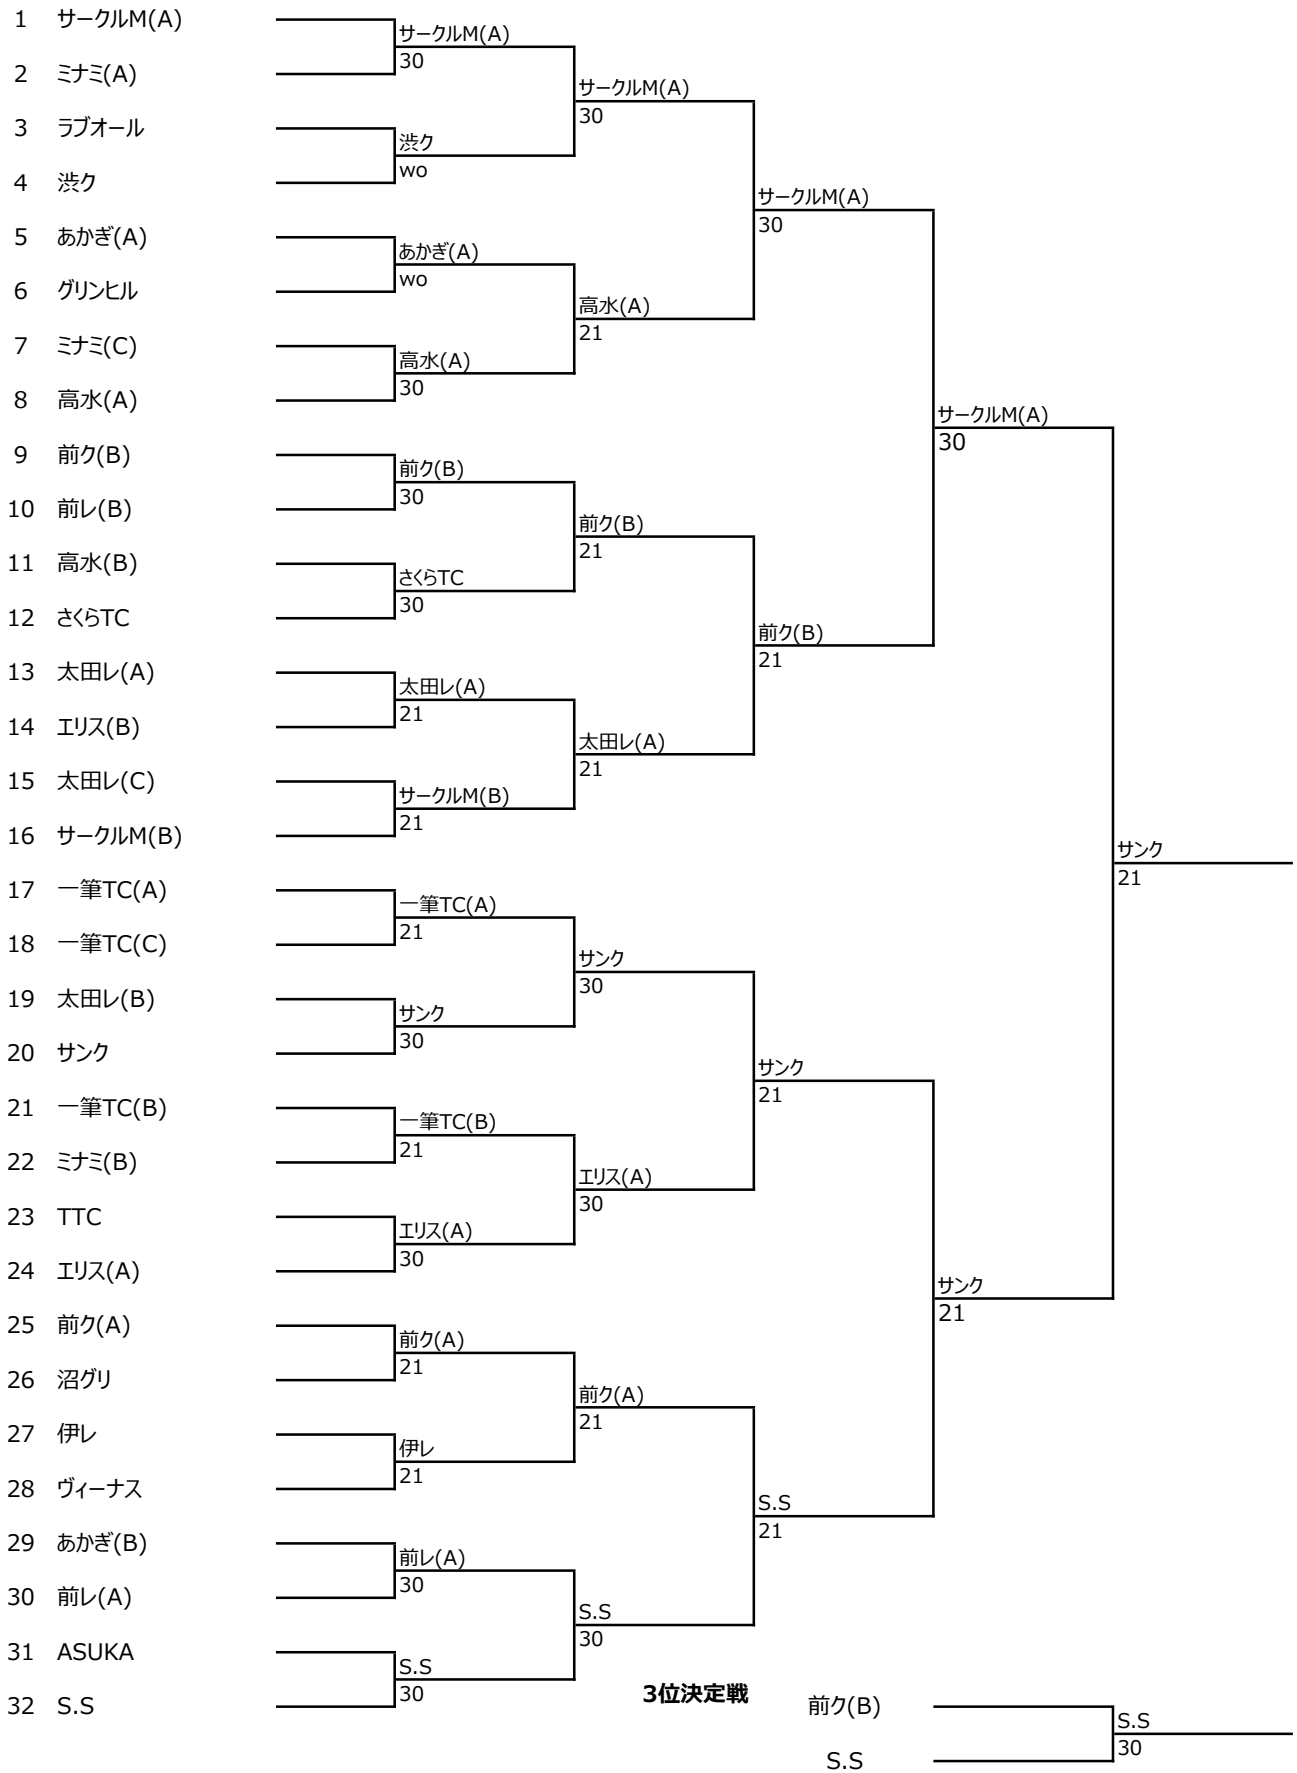 1 サークルM(A)
サークルM(A)
30
2 ミナミ(A)
サークルM(A)
30
3 ラブオール
渋ク
wo
4 渋ク
サークルM(A)
30
5 あかぎ(A)
あかぎ(A)
wo
6 グリンヒル
高水(A)
21
7 ミナミ(C)
高水(A)
30
8 高水(A)
サークルM(A)
30
9 前ク(B)
前ク(B)
30
10 前レ(B)
前ク(B)
21
11 高水(B)
さくらTC
30
12 さくらTC
前ク(B)
21
13 太田レ(A)
太田レ(A)
21
14 エリス(B)
太田レ(A)
21
15 太田レ(C)
サークルM(B)
21
16 サークルM(B)
サンク
21
17 一筆TC(A)
一筆TC(A)
21
18 一筆TC(C)
サンク
30
19 太田レ(B)
サンク
30
20 サンク
サンク
21
21 一筆TC(B)
一筆TC(B)
21
22 ミナミ(B)
エリス(A)
30
23 TTC
エリス(A)
30
24 エリス(A)
サンク
21
25 前ク(A)
前ク(A)
21
26 沼グリ
前ク(A)
21
27 伊レ
伊レ
21
28 ヴィーナス
S.S
21
29 あかぎ(B)
前レ(A)
30
30 前レ(A)
S.S
30
31 ASUKA
S.S
30
32 S.S
3位決定戦
前ク(B)
S.S
30
S.S